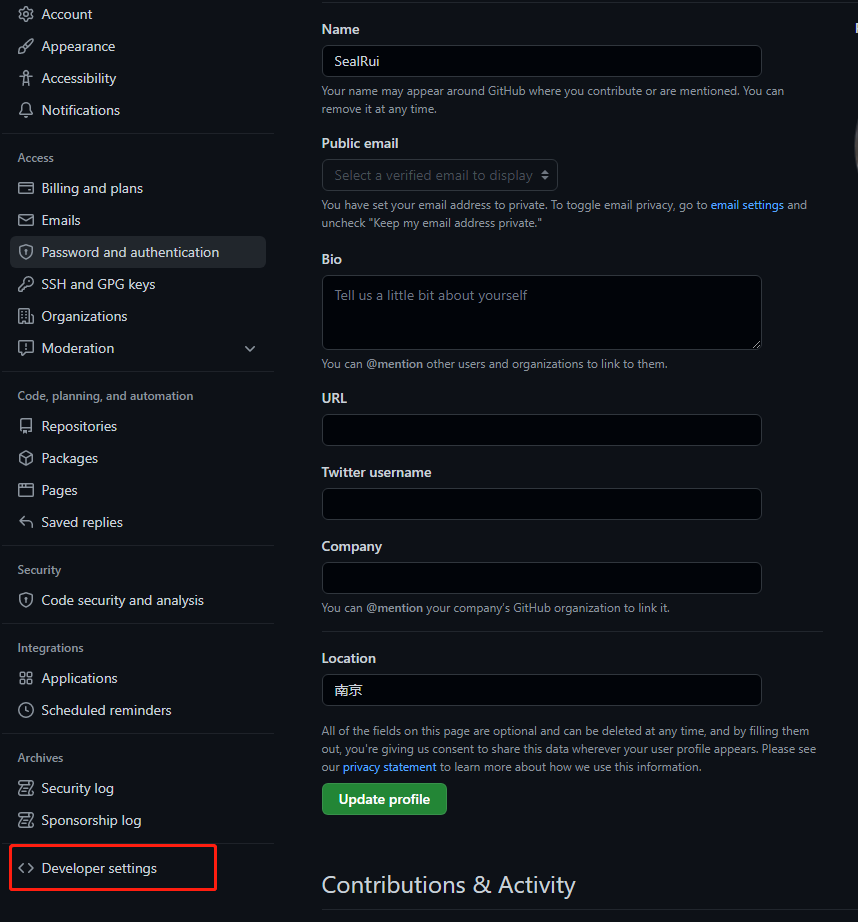 Account
Appearance
Accessibility
Notifications
Access
Billing and plans
Emails
Password and authentication
SSH and GPG keys
Organizations
Moderation
Code, planning, and automation
Repositories
Packages
Pages
Saved replies
Security
Code security and analysis
Integrations
Applications
Scheduled reminders
Archives
Security log
Sponsorship log
Developer settings
Name
SealRui
Your name may appear around GitHub where you contribute or are mentioned. You can
remove it at any time.
Public email
Select a verified email to display
You have set your email address to private. To toggle email privacy, go to email settings and
uncheck "Keep my email address private."
Bio
Tell us a little bit about yourself
You can @mention other users and organizations to link to them.
URL
Twitter username
Company
You can @mention your company's GitHub organization to link it.
Location
南京
All of the fields on this page are optional and can be deleted at any time, and by filling them
out, you're giving us consent to share this data wherever your user profile appears. Please see
our privacy statement to learn more about how we use this information.
Update profile
Contributions & Activity